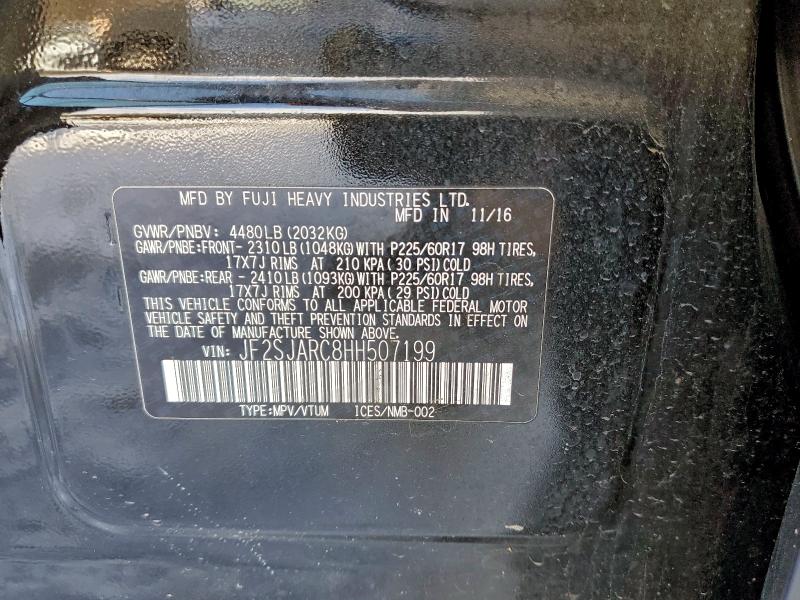 MFD BY FUJI HEAVY INDUSTRIES LTD.
MFD IN 11/16
GVWR/PNBV: 4480LB (2032KG)
GAWR/PNBE:FRONT- 2310LB (1048KG) WITH P225/60R17 98H TIRES,
17X7J RIMS AT 210 KPA (30 PSI) COLD
GAWR/PNBE:REAR - 2410LB (1093KG) WITH P225/60R17 98H TIRES,
17X7J RIMS AT 200 KPA (29 PSI) COLD
THIS VEHICLE CONFORMS TO ALL APPLICABLE FEDERAL MOTOR
VEHICLE SAFETY AND THEFT PREVENTION STANDARDS IN EFFECT ON
THE DATE OF MANUFACTURE SHOWN ABOVE.
VIN: JF2SJARC8HH507199
TYPE:MPV/VTUM ICES/NMB-002